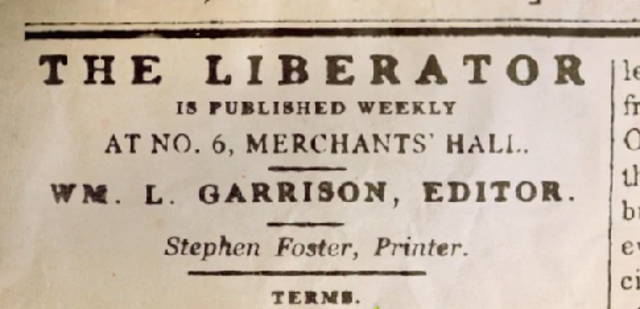 THE LIBERATOR
IS PUBLISHED WEEKLY
AT NO. 6, MERCHANTS' HALL.
WM. L. GARRISON, EDITOR.
Stephen Foster, Printer.
TERMS.